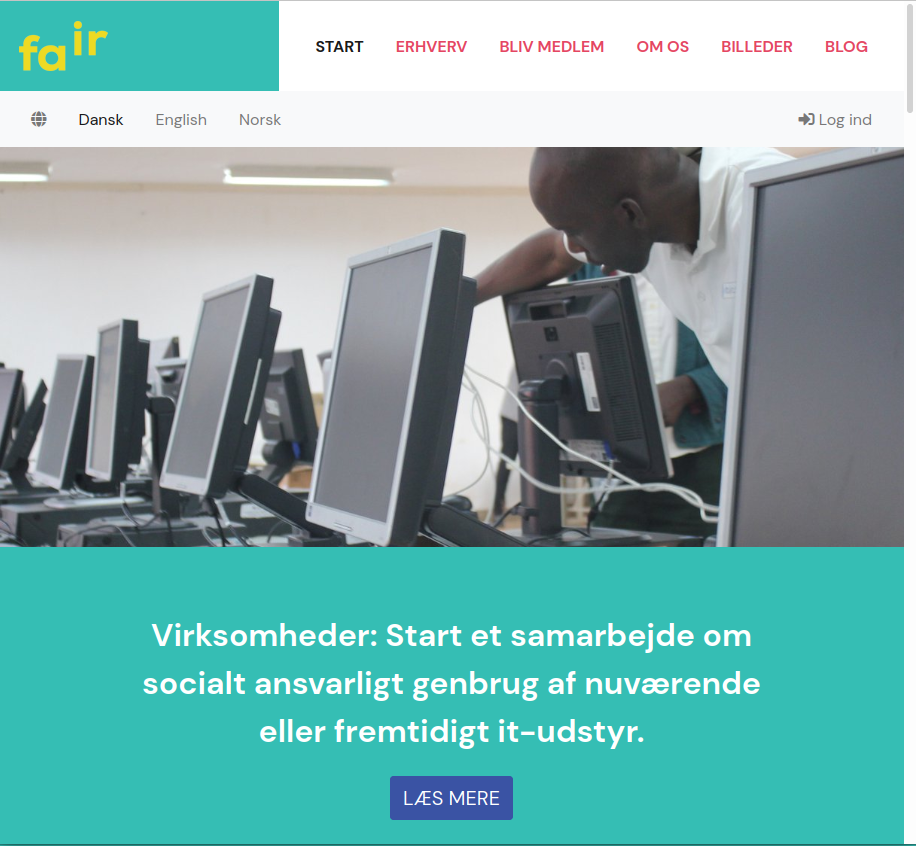 fair
START
ERHVERV
BLIV MEDLEM
OM OS
BILLEDER
BLOG
Dansk
English
Norsk
Log ind
Virksomheder: Start et samarbejde om
socialt ansvarligt genbrug af nuværende
eller fremtidigt it-udstyr.
LÆS MERE